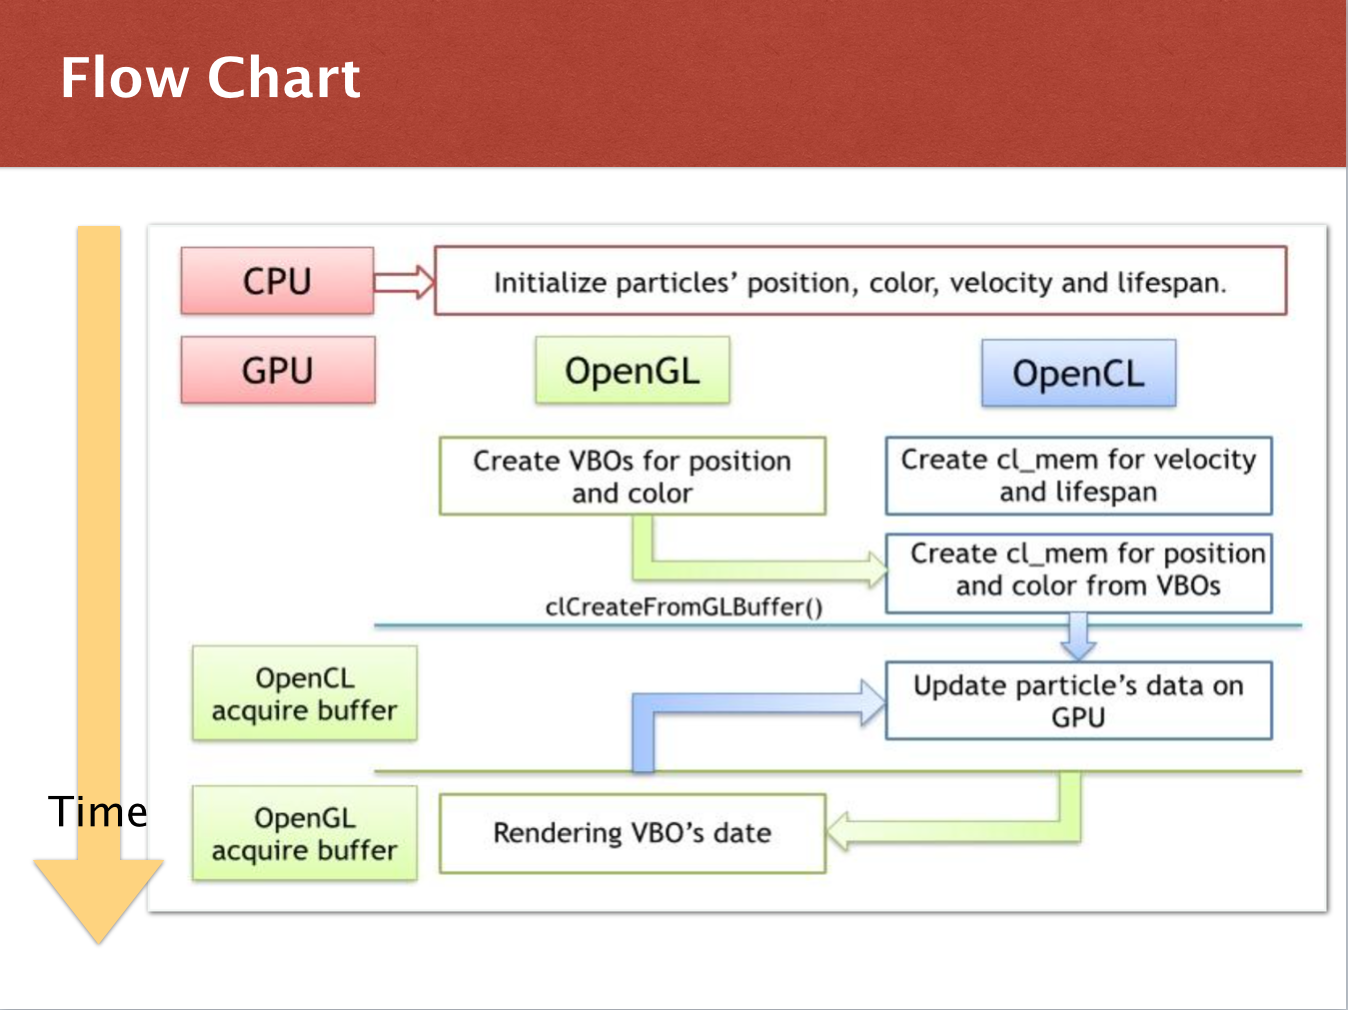 Flow Chart
CPU
Initialize particles’ position, color, velocity and lifespan.
GPU
OpenGL
OpenCL
Create VBOs for position
and color
Create cl_mem for velocity
and lifespan
Create cl_mem for position
and color from VBOs
clCreateFromGLBuffer()
OpenCL
acquire buffer
Update particle’s data on
GPU
Time
OpenGL
acquire buffer
Rendering VBO’s date